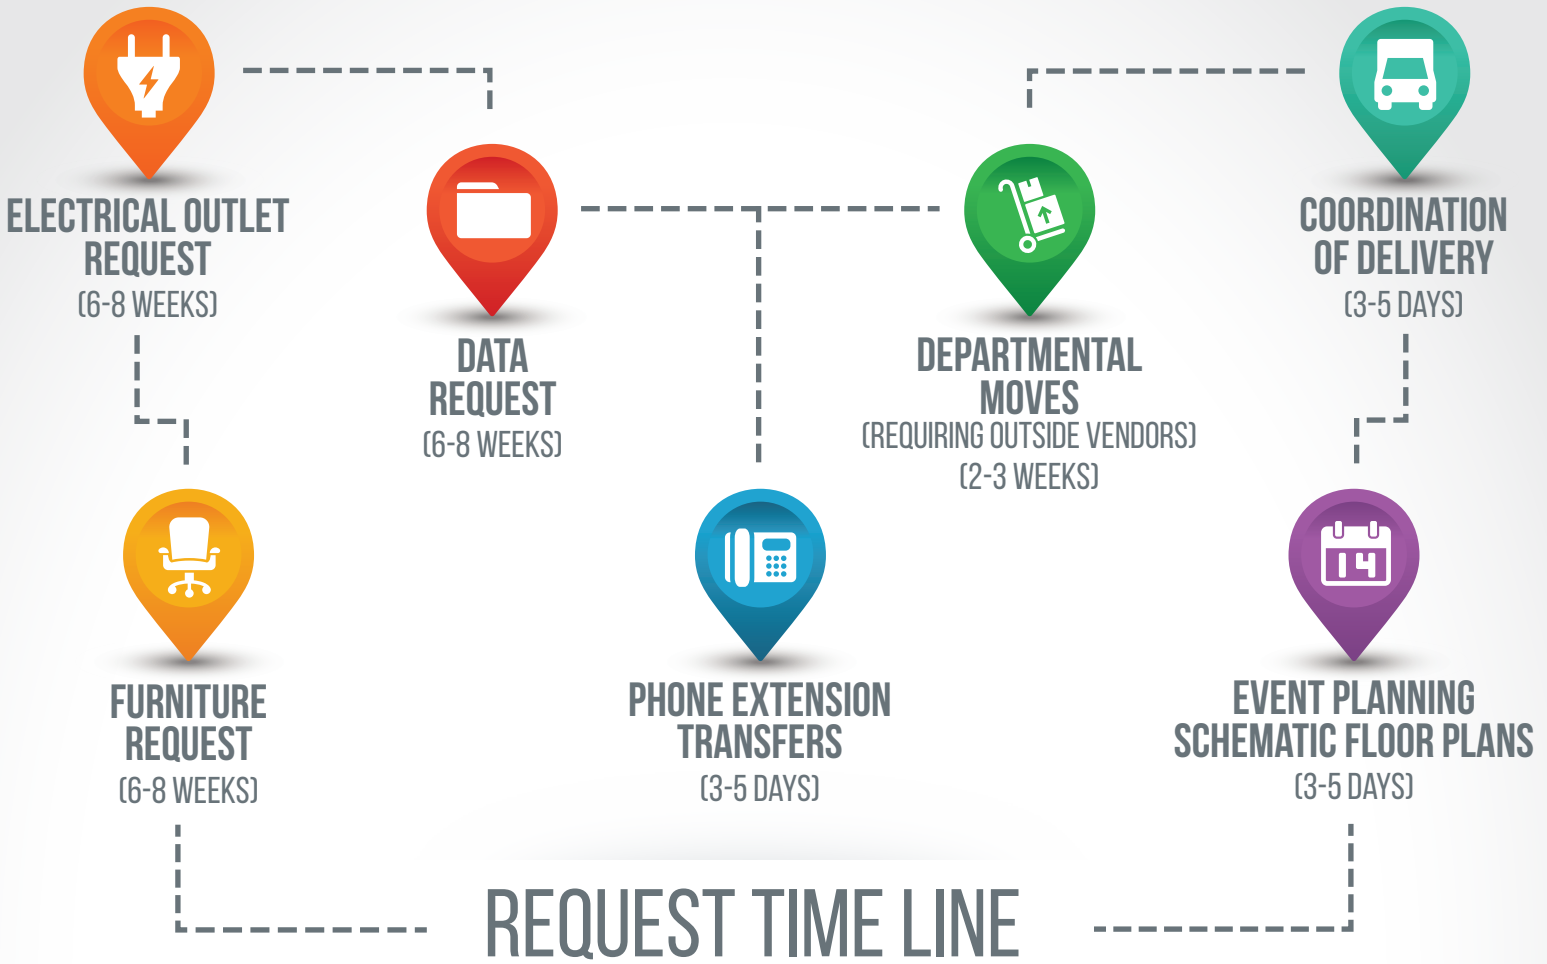 ELECTRICAL OUTLET
REQUEST
(6-8 WEEKS)
DATA
REQUEST
(6-8 WEEKS)
DEPARTMENTAL
MOVES
(REQUIRING OUTSIDE VENDORS)
(2-3 WEEKS)
COORDINATION
OF DELIVERY
(3-5 DAYS)
FURNITURE
REQUEST
(6-8 WEEKS)
PHONE EXTENSION
TRANSFERS
(3-5 DAYS)
14
EVENT PLANNING
SCHEMATIC FLOOR PLANS
(3-5 DAYS)
REQUEST TIME LINE